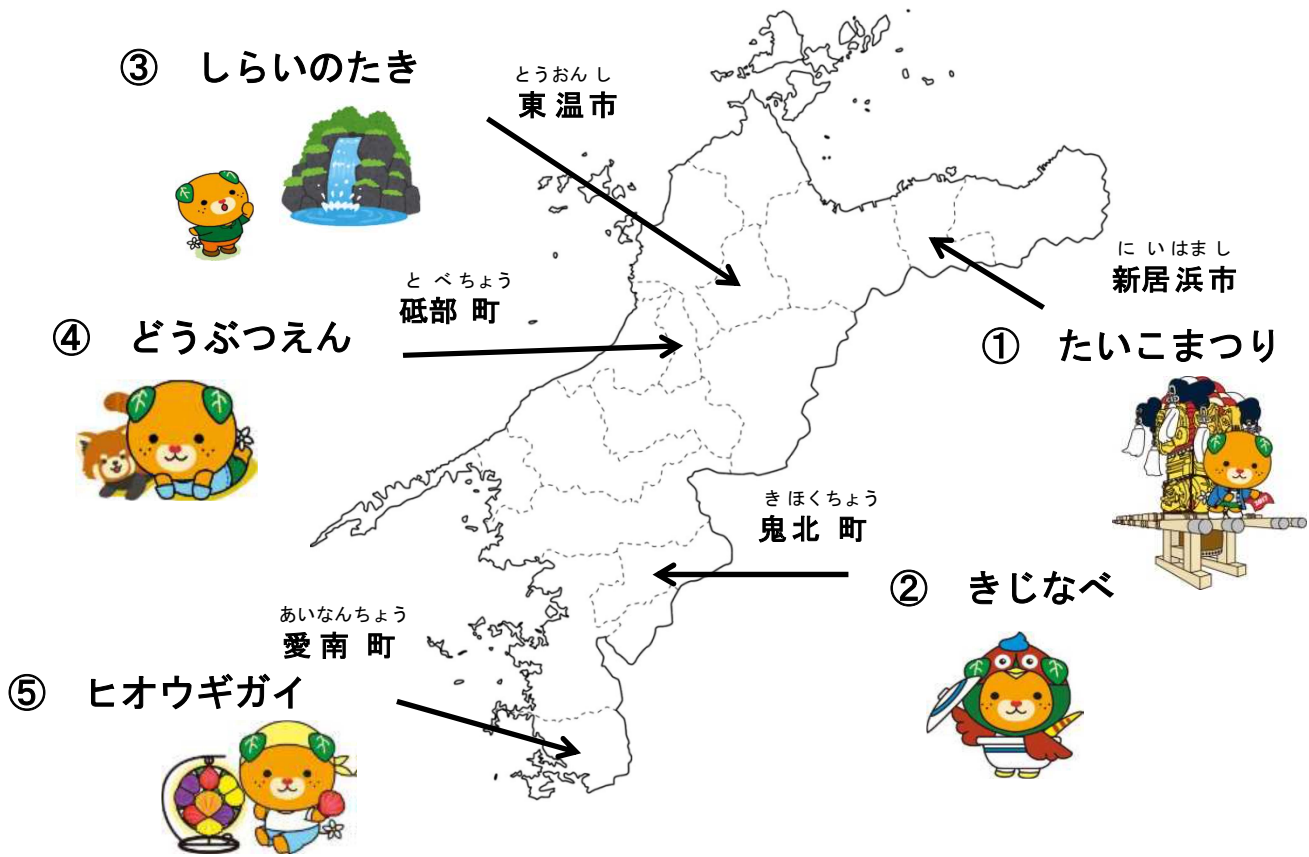 ③ しらいのたき
とうおんし
東温市
とべちょう
砥部町
④ どうぶつえん
にいはまし
新居浜市
① たいこまつり
きほくちょう
鬼北町
② きじなべ
あいなんちょう
愛南町
⑤ ヒオウギガイ